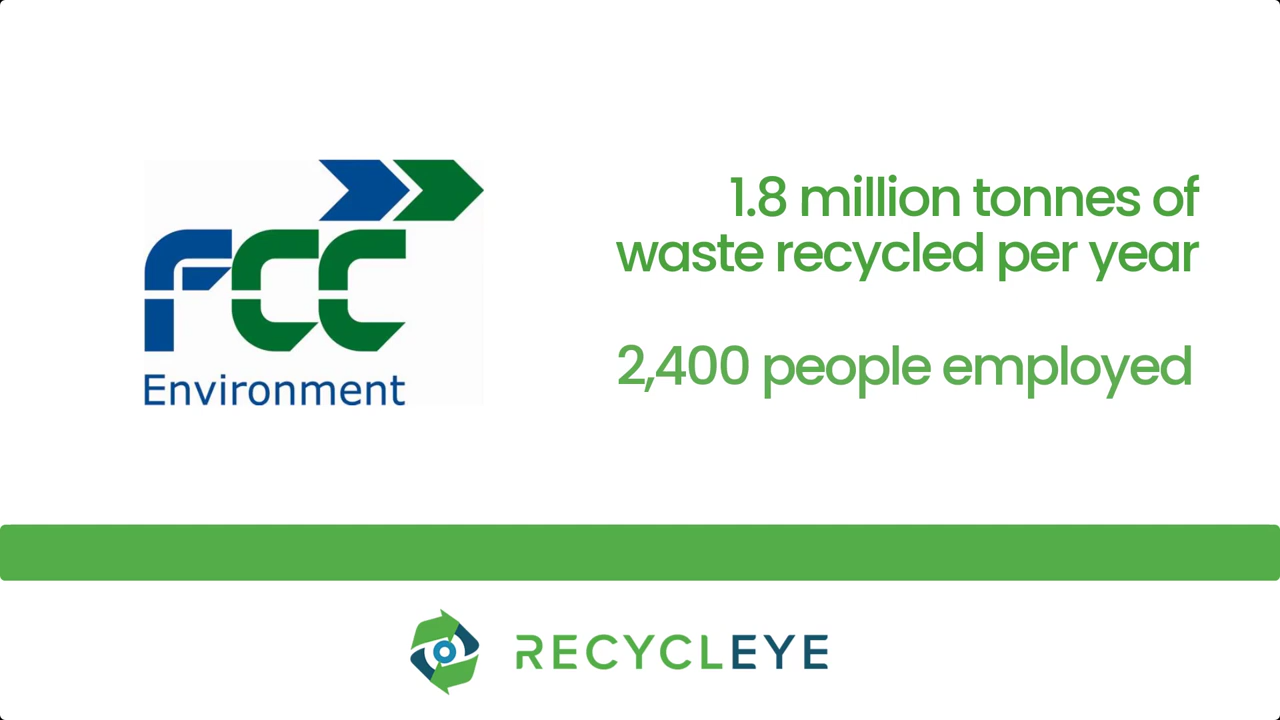 FCC
Environment
1.8 million tonnes of
waste recycled per year
2,400 people employed
RECYCLEYE